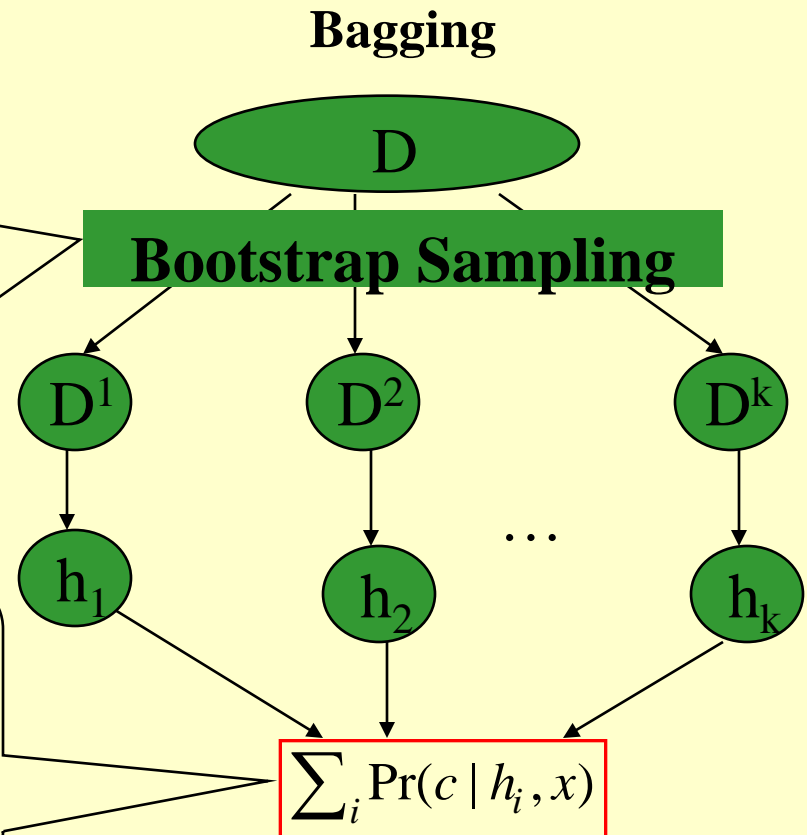 Bagging
D
Bootstrap Sampling
D¹ D² Dᵏ
…
h₁ h₂ hₖ
∑ᵢ Pr(c | hᵢ, x)